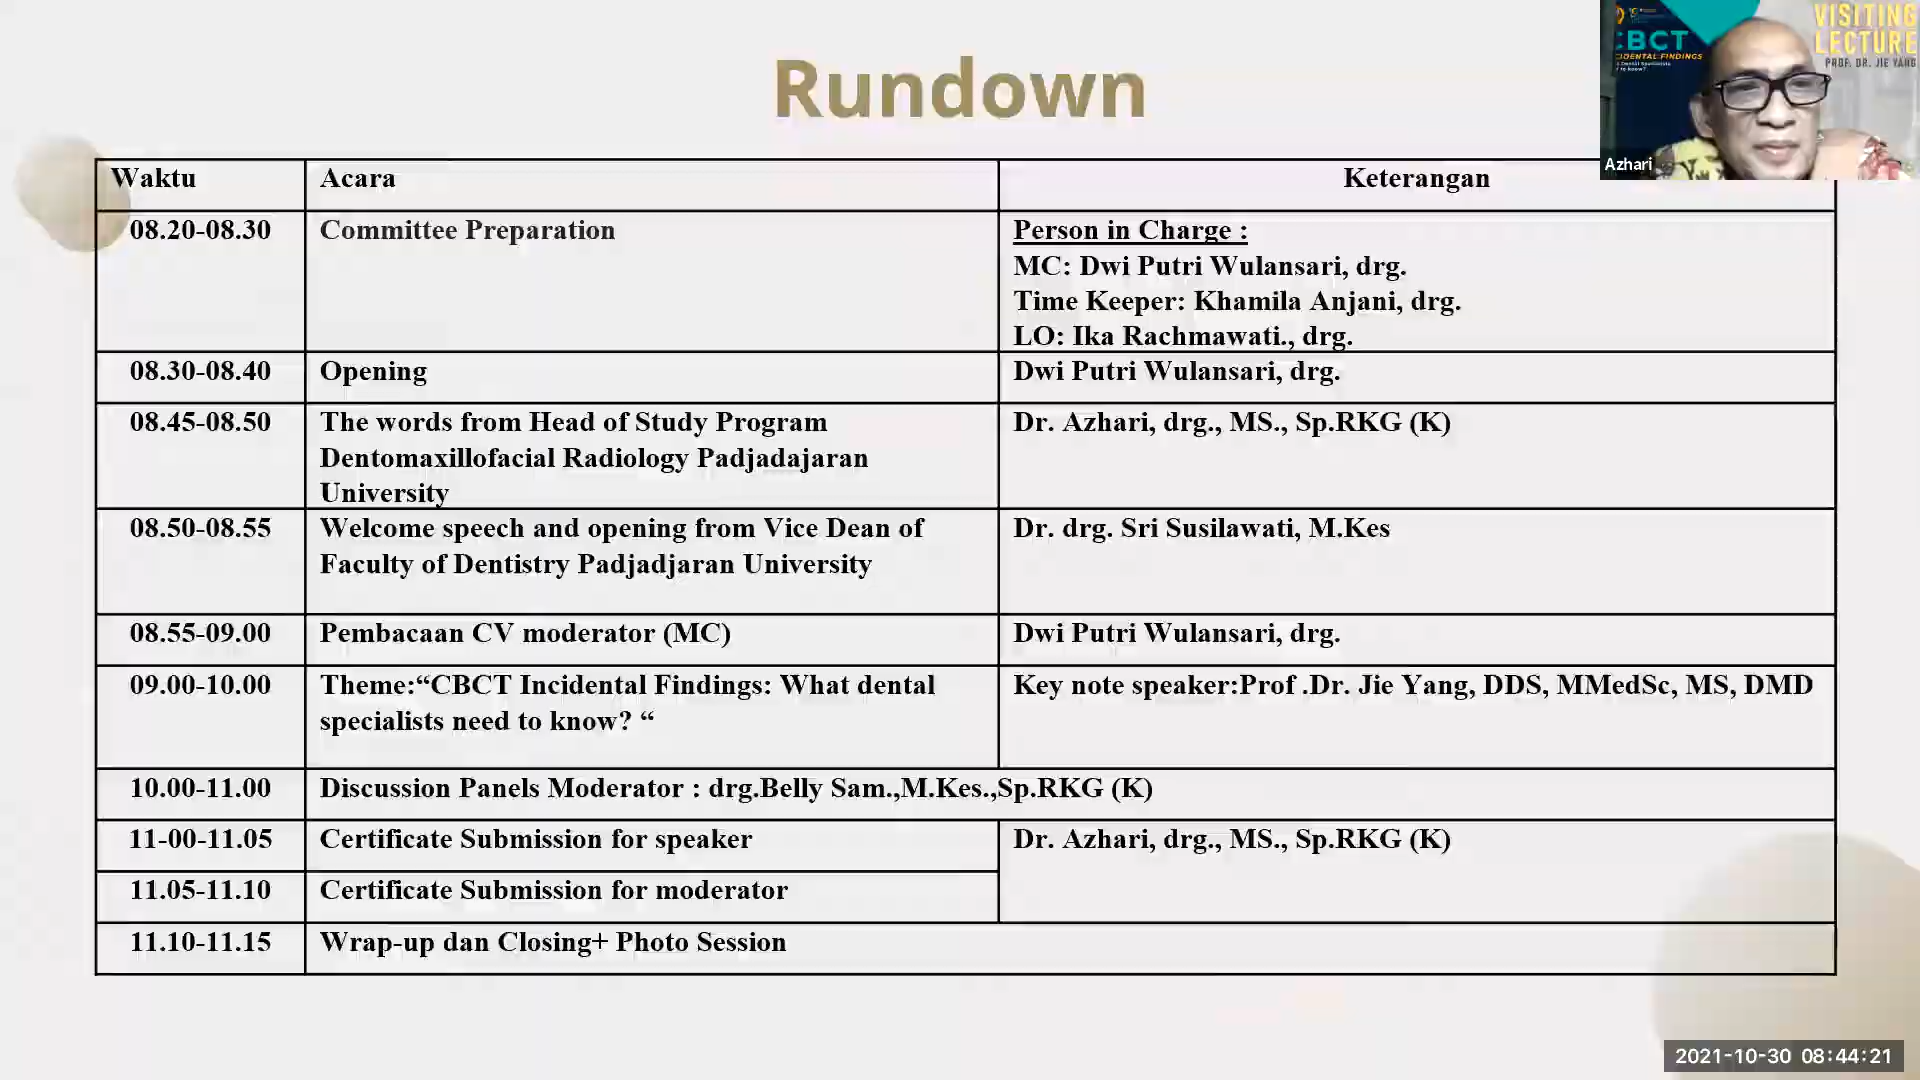 Rundown
VISITING
LECTURE
PROF. DR. JIE YANG
CBCT
CIDENTAL FINDINGS
Azhari
Waktu Acara Keterangan
08.20-08.30 Committee Preparation Person in Charge :
MC: Dwi Putri Wulansari, drg.
Time Keeper: Khamila Anjani, drg.
LO: Ika Rachmawati., drg.
08.30-08.40 Opening Dwi Putri Wulansari, drg.
08.45-08.50 The words from Head of Study Program Dr. Azhari, drg., MS., Sp.RKG (K)
Dentomaxillofacial Radiology Padjadajaran
University
08.50-08.55 Welcome speech and opening from Vice Dean of Dr. drg. Sri Susilawati, M.Kes
Faculty of Dentistry Padjadjaran University
08.55-09.00 Pembacaan CV moderator (MC) Dwi Putri Wulansari, drg.
09.00-10.00 Theme:“CBCT Incidental Findings: What dental Key note speaker:Prof .Dr. Jie Yang, DDS, MMedSc, MS, DMD
specialists need to know? “
10.00-11.00 Discussion Panels Moderator : drg.Belly Sam.,M.Kes.,Sp.RKG (K)
11-00-11.05 Certificate Submission for speaker Dr. Azhari, drg., MS., Sp.RKG (K)
11.05-11.10 Certificate Submission for moderator
11.10-11.15 Wrap-up dan Closing+ Photo Session
2021-10-30 08:44:21